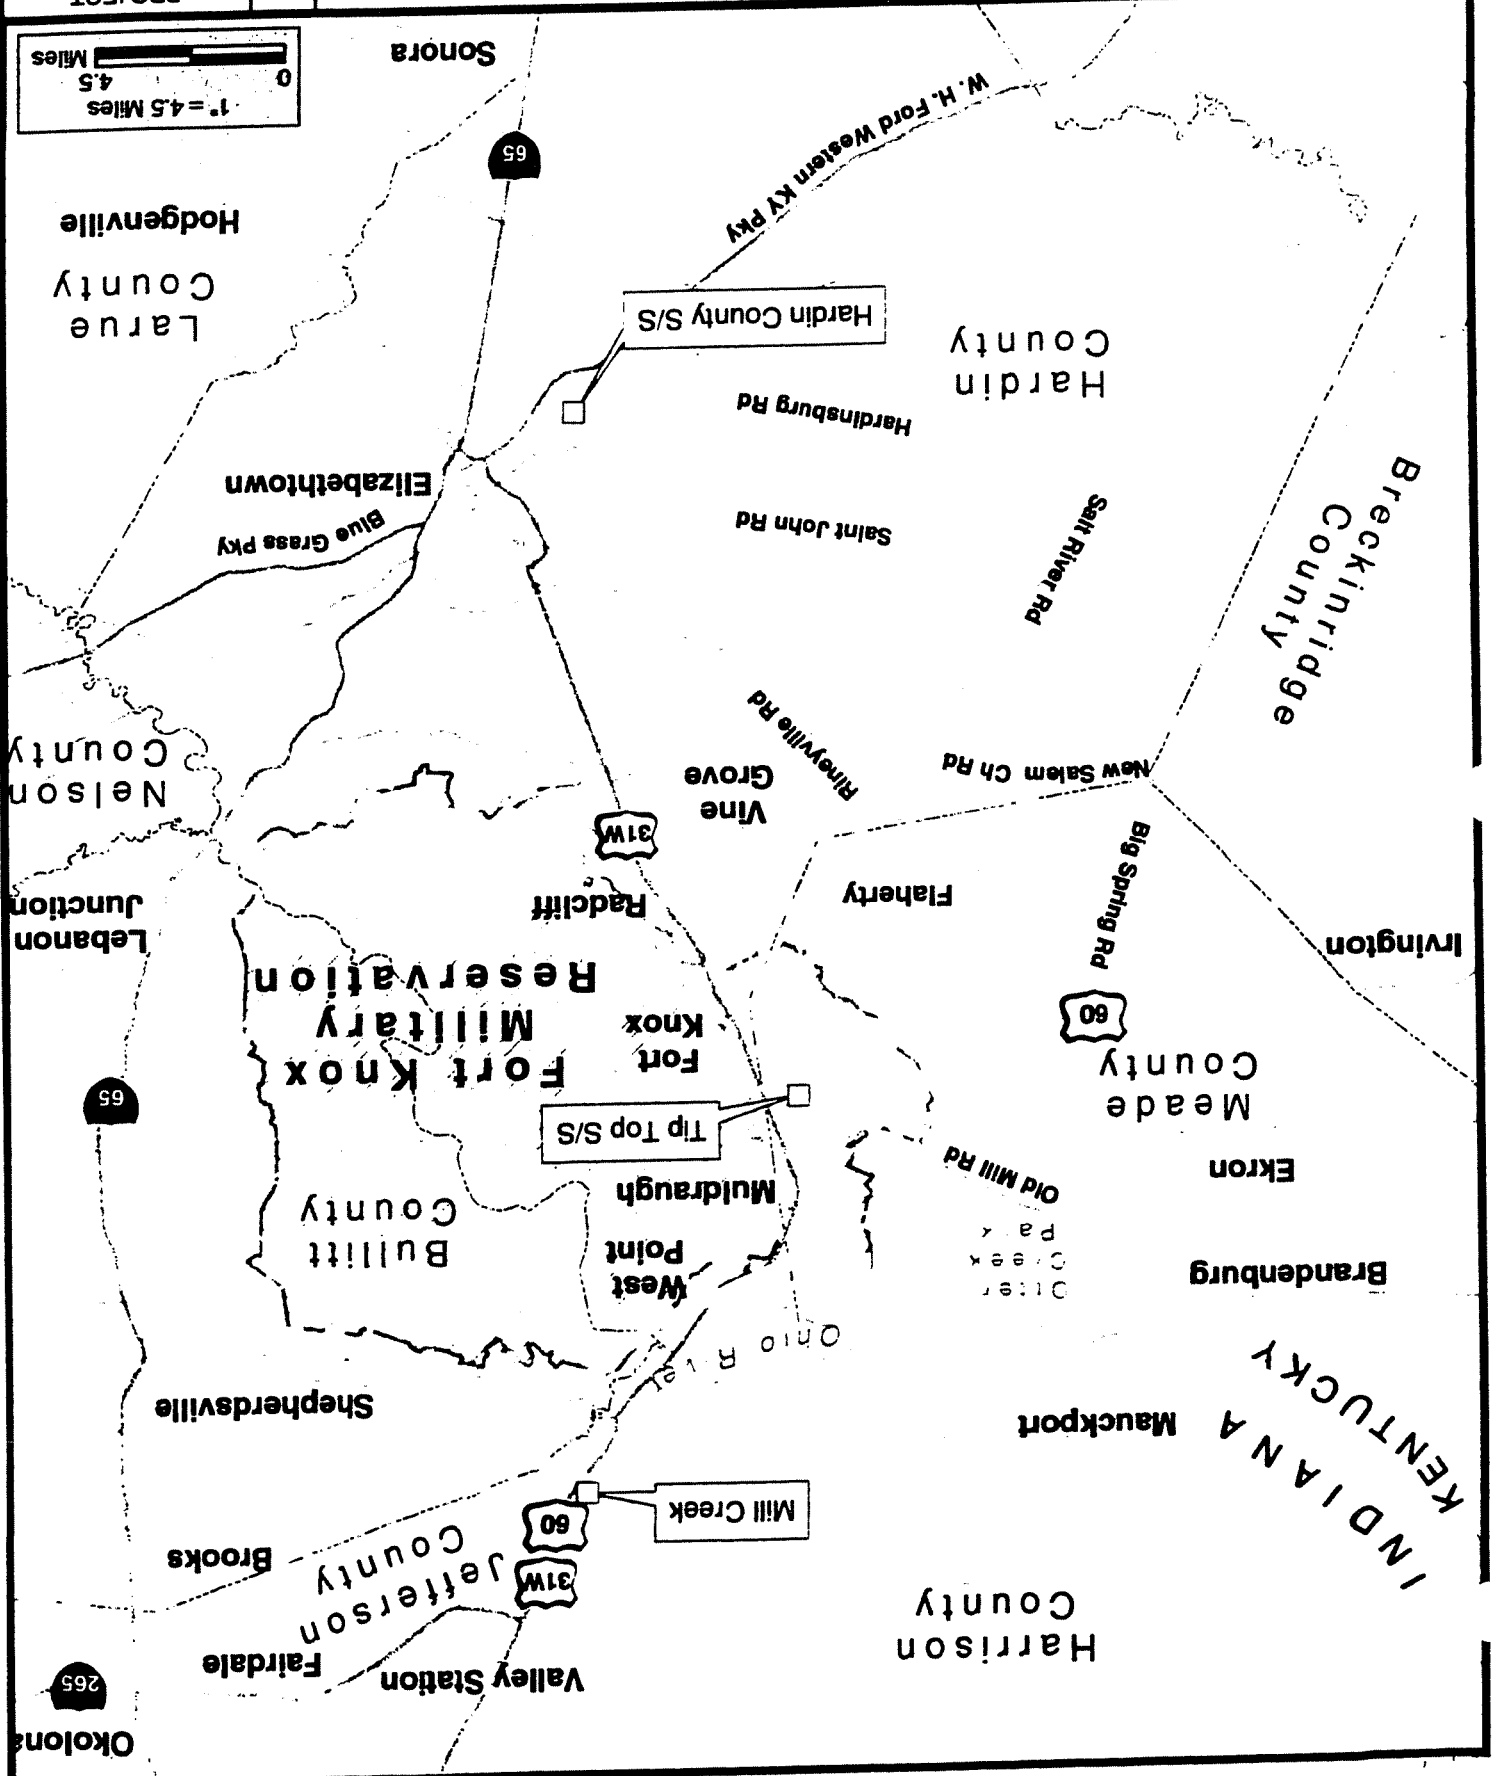 Okolona
265
Valley Station
Fairdale
Harrison
County
31W
Jefferson
County
60
Brooks
Mill Creek
INDIANA
KENTUCKY
Mauckport
Shepherdsville
Ohio River
Brandenburg
West
Point
Otter
Creek
Bullitt
County
Old Mill Rd
Muldraugh
Ekron
Tip Top S/S
Meade
County
65
Fort
Knox
Fort Knox
Military
Reservation
60
Irvington
Lebanon
Junction
Big Spring Rd
Flaherty
Radcliff
31W
Vine
Grove
Nelson
County
New Salem Ch Rd
Rineyville Rd
Breckinridge
County
Salt River Rd
Saint John Rd
Blue Grass Pky
Elizabethtown
Hardinsburg Rd
Hardin
County
Hardin County S/S
Larue
County
Hodgenville
W. H. Ford Western KY Pky
65
Sonora
1" = 4.5 Miles
0 4.5
Miles